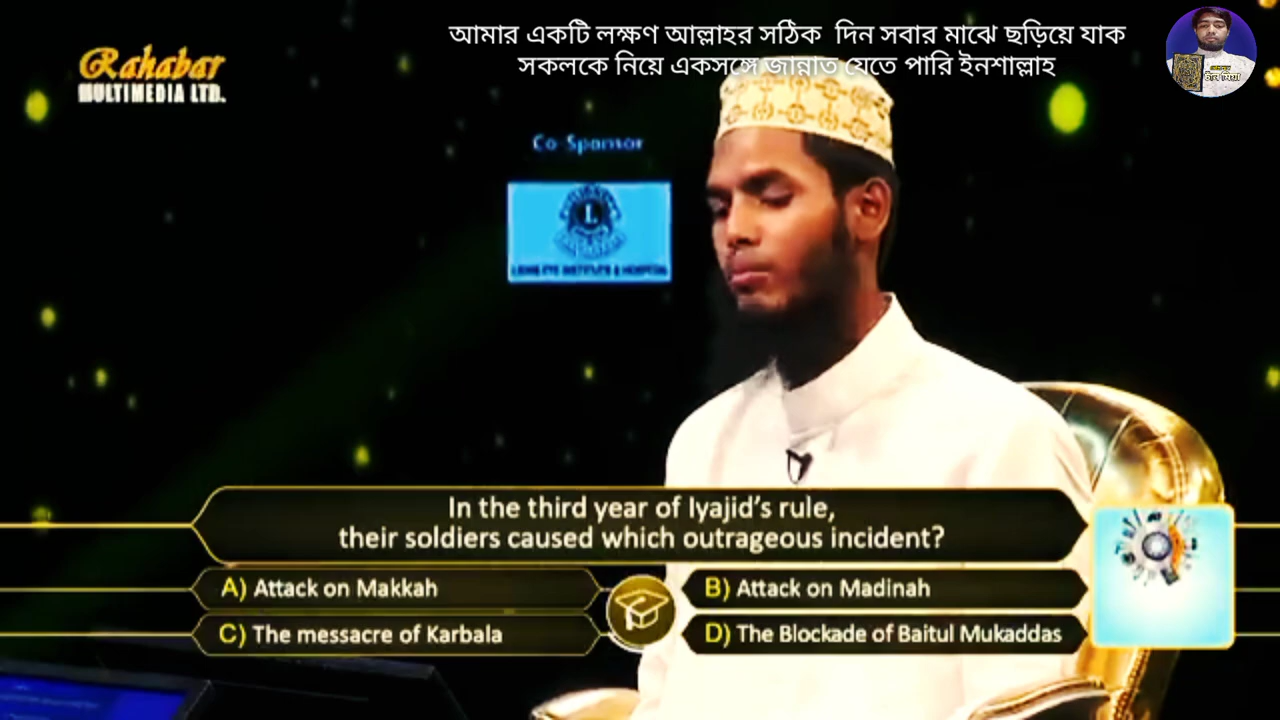 আমার একটি লক্ষণ আল্লাহর সঠিক দিন সবার মাঝে ছড়িয়ে যাক
সকলকে নিয়ে একসঙ্গে জান্নাত যেতে পারি ইনশাল্লাহ
Rahabar
MULTIMEDIA LTD.
Co Sponsor
L
In the third year of Iyajid's rule,
their soldiers caused which outrageous incident?
A) Attack on Makkah
B) Attack on Madinah
C) The messacre of Karbala
D) The Blockade of Baitul Mukaddas